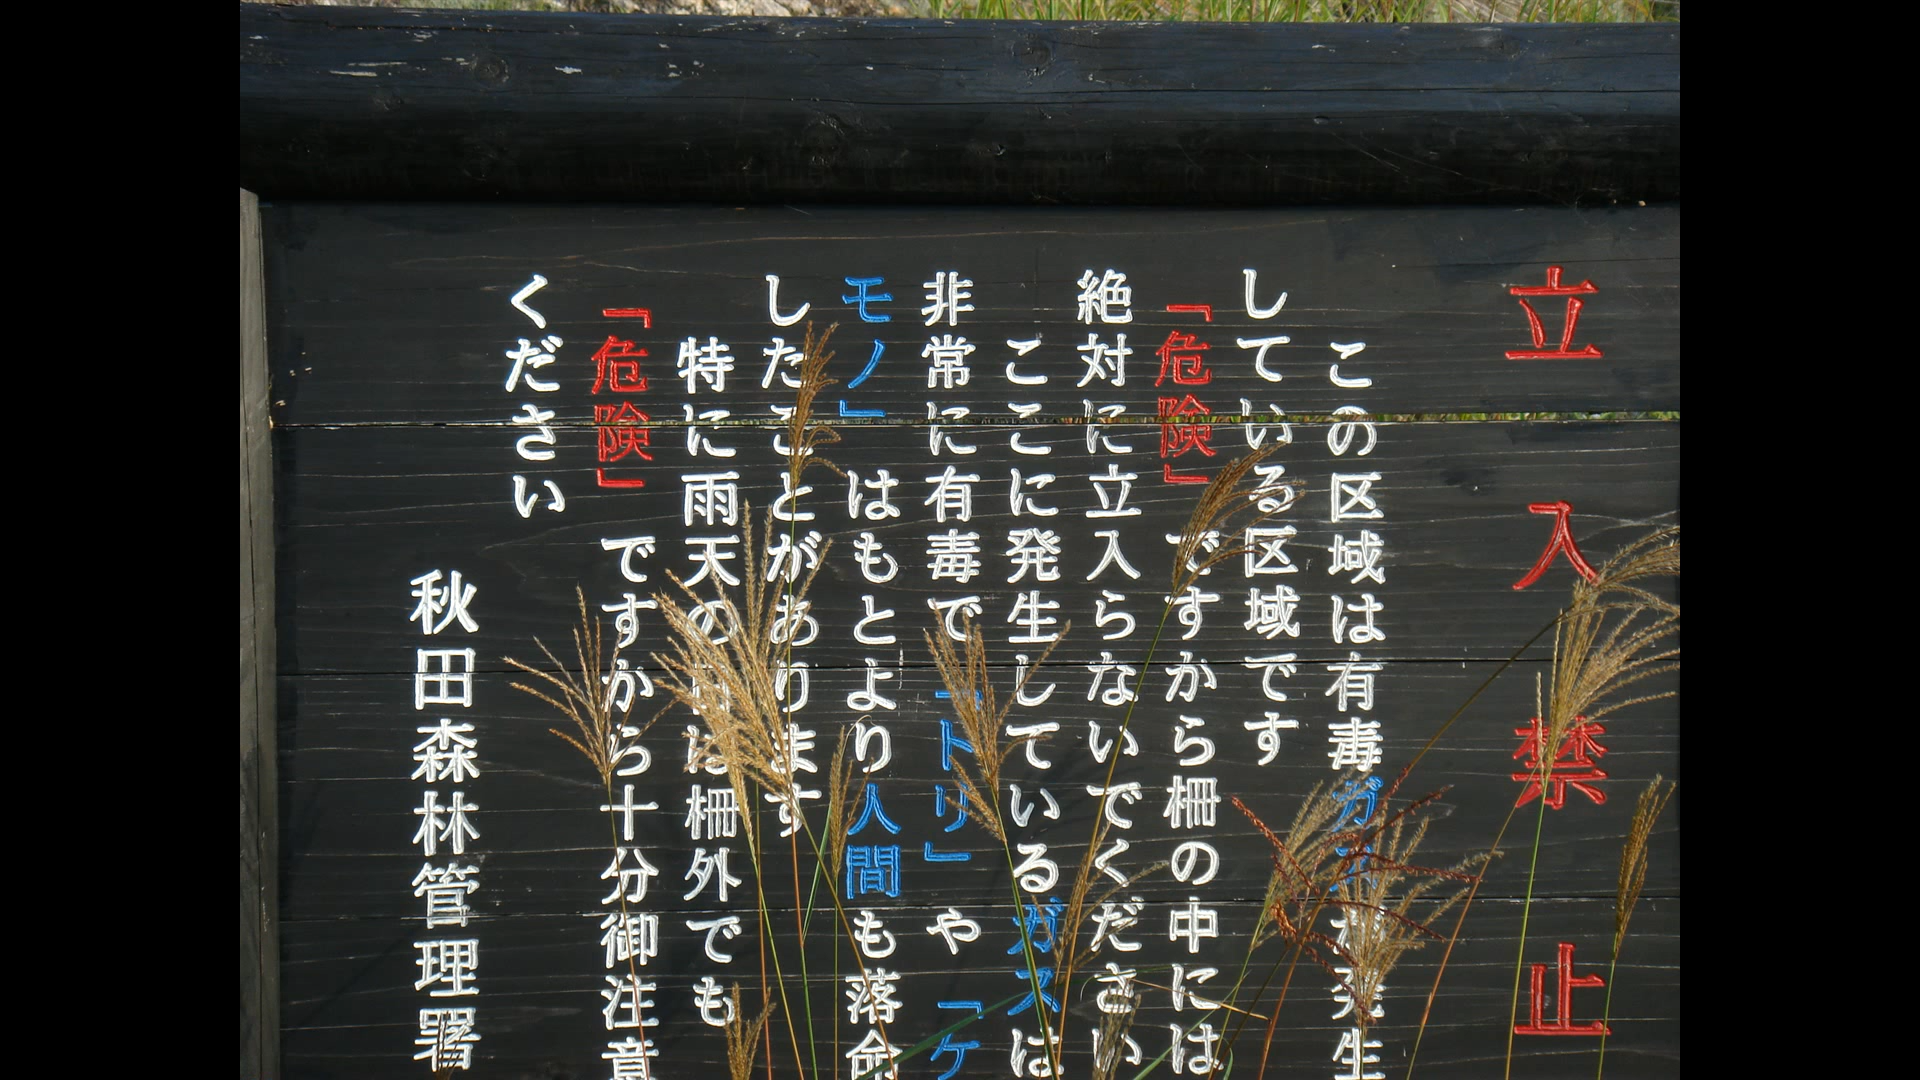 立入禁止
この区域は有毒ガスが発生
している区域です
「危険」ですから柵の中には
絶対に立入らないでください
ここに発生しているガスは
非常に有毒で「トリ」や「ケ
モノ」はもとより人間も落命
したことがあります
特に雨天の時は柵外でも
「危険」ですから十分御注意
ください
秋田森林管理署